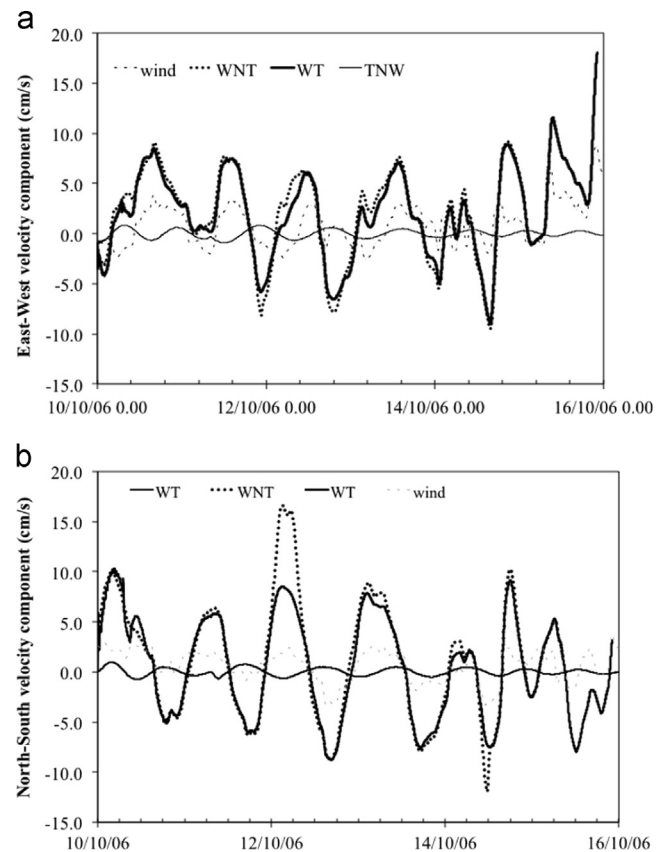 a
20.0
wind WNT WT TNW
15.0
10.0
5.0
0.0
-5.0
-10.0
-15.0
East-West velocity component (cm/s)
10/10/06 0.00 12/10/06 0.00 14/10/06 0.00 16/10/06 0.00
b
20.0
WT WNT WT wind
15.0
10.0
5.0
0.0
-5.0
-10.0
-15.0
North-South velocity component (cm/s)
10/10/06 12/10/06 14/10/06 16/10/06